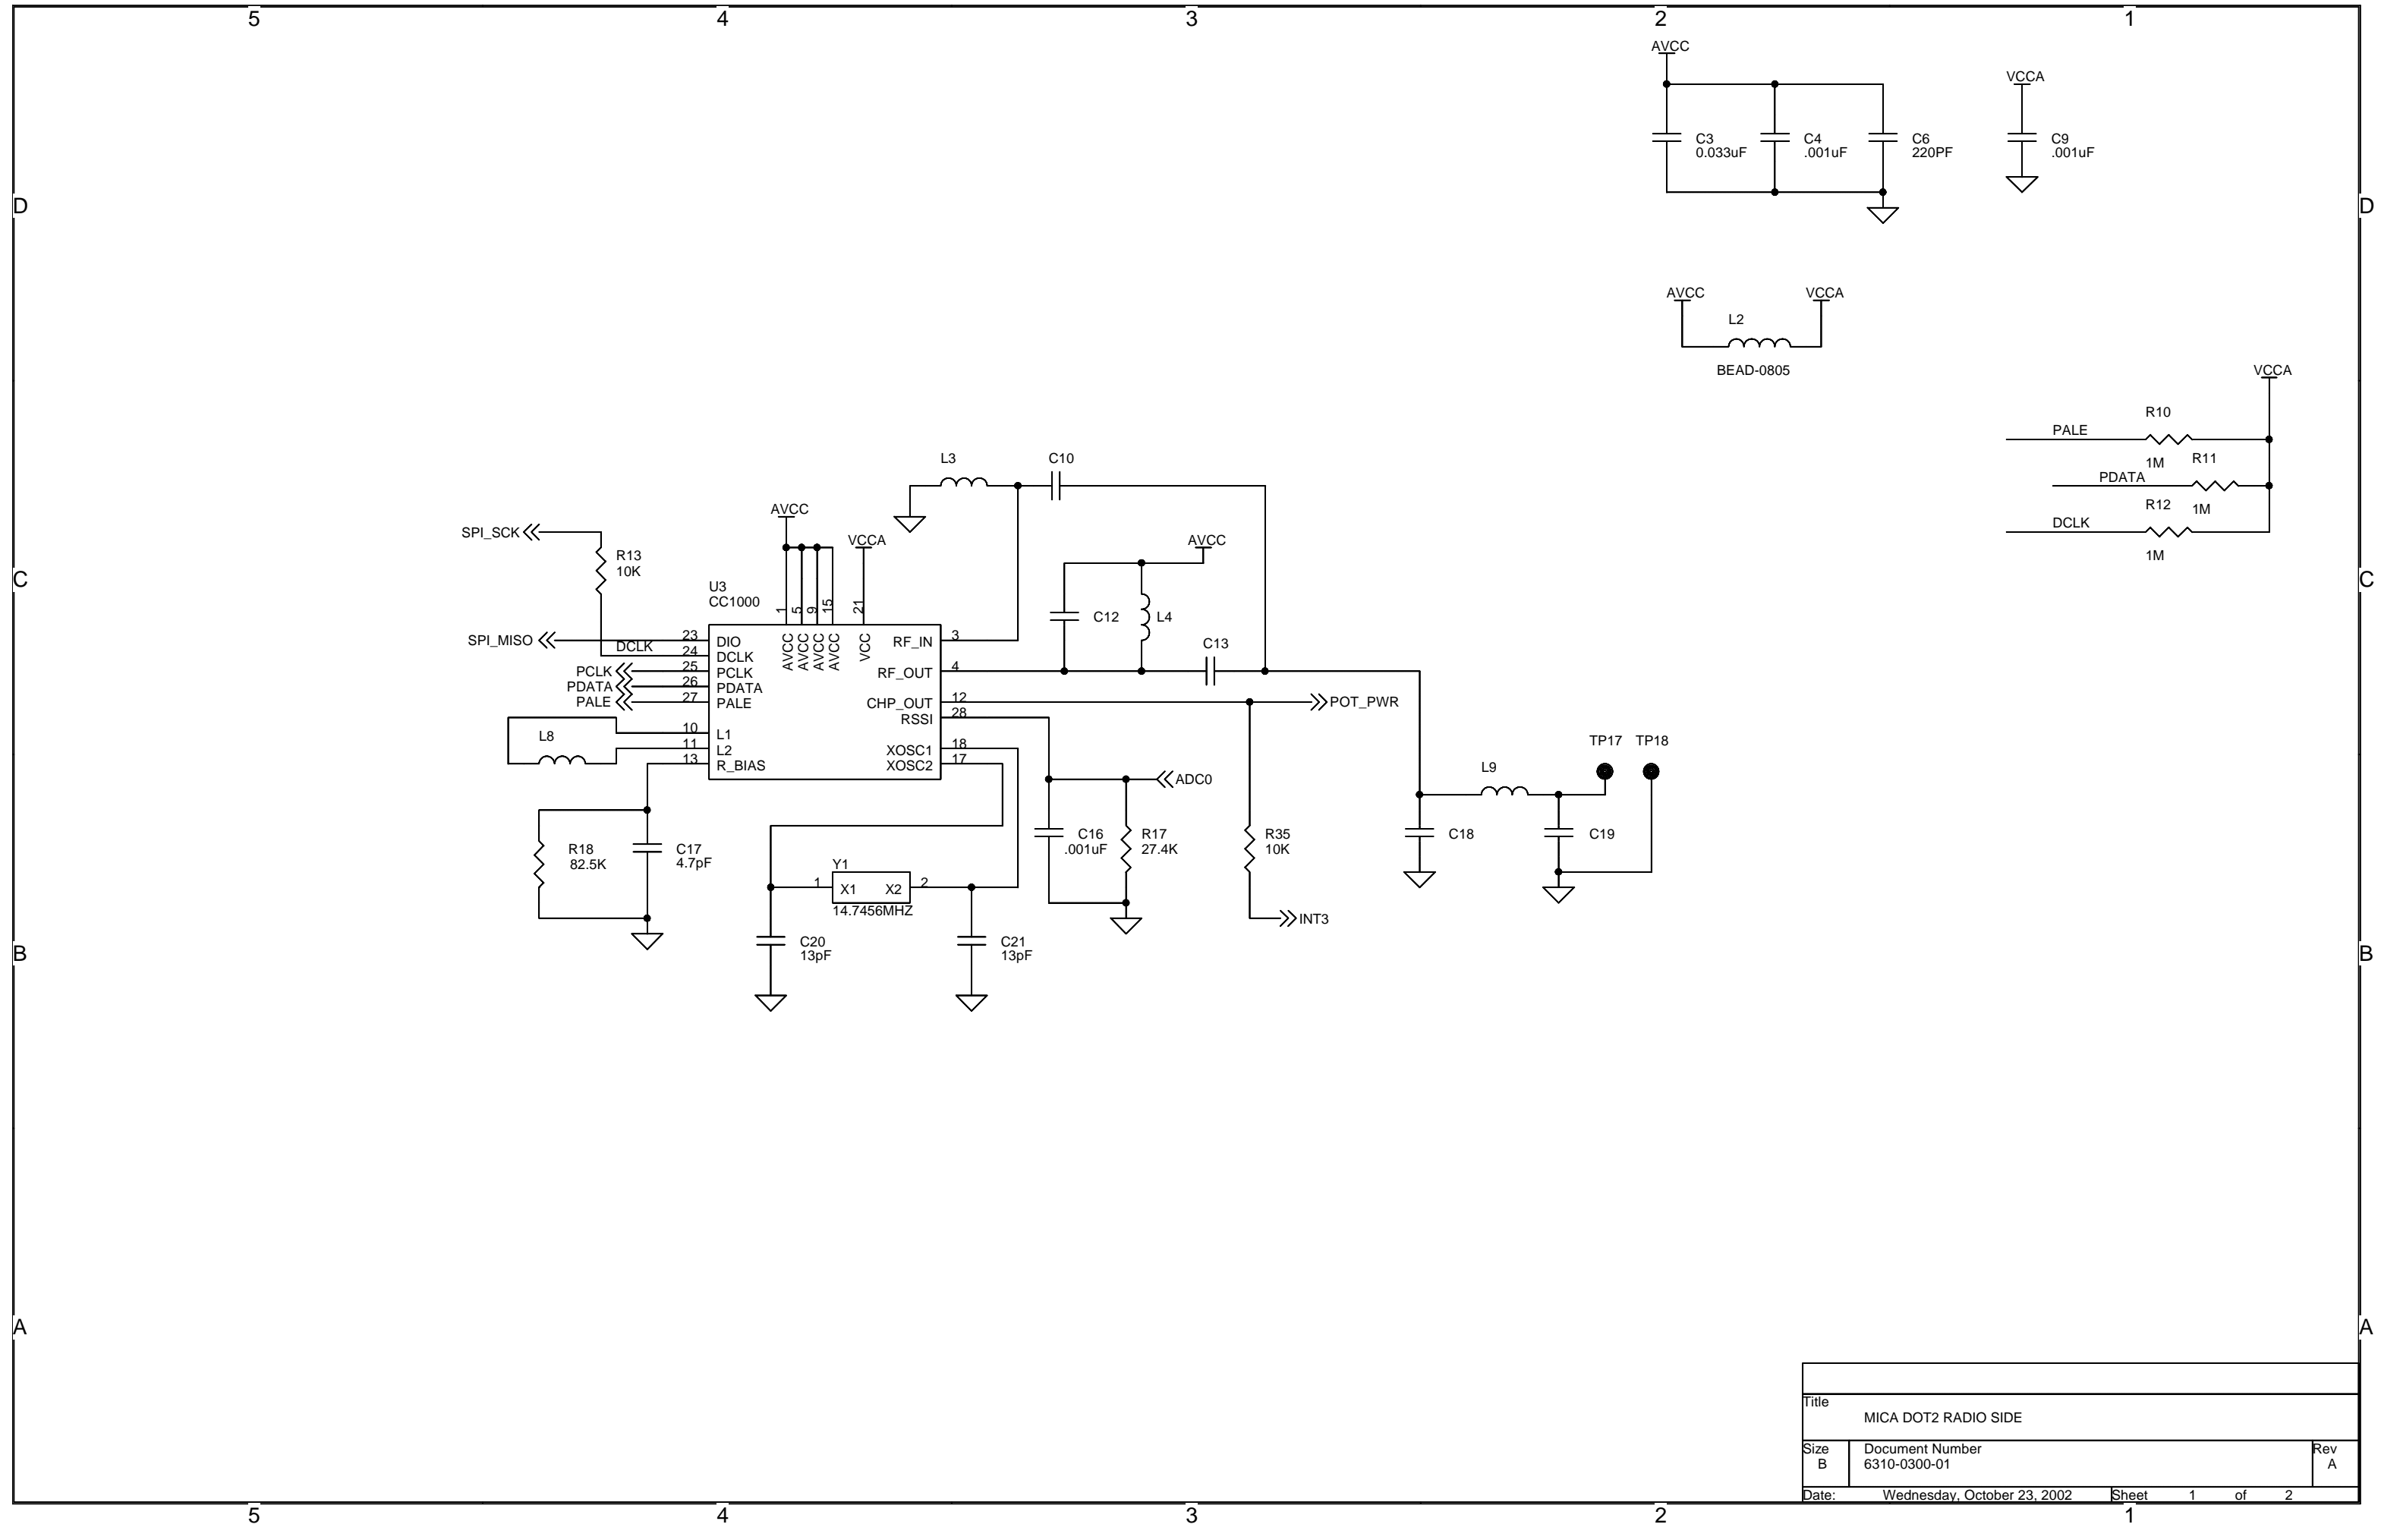 5 4 3 2 1
AVCC
VCCA
C3
0.033uF
C4
.001uF
C6
220PF
C9
.001uF
D D
AVCC VCCA
L2
BEAD-0805
VCCA
R10
PALE
1M
R11
PDATA
R12
1M
DCLK
1M
L3 C10
AVCC
SPI_SCK
VCCA
AVCC
R13
10K
C C
U3
CC1000
1 5 9 15 21
C12 L4
C13
SPI_MISO 23 DIO
DCLK 24 DCLK
PCLK 25 PCLK
PDATA 26 PDATA
PALE 27 PALE
10 L1
11 L2
13 R_BIAS
AVCC AVCC AVCC AVCC VCC
RF_IN 3
RF_OUT 4
CHP_OUT 12
RSSI 28
XOSC1 18
XOSC2 17
POT_PWR
L8
TP17 TP18
L9
ADC0
R18
82.5K
C17
4.7pF
C16
.001uF
R17
27.4K
R35
10K
C18 C19
Y1
1 X1 X2 2
14.7456MHZ
INT3
C20
13pF
C21
13pF
B B
A A
Title
MICA DOT2 RADIO SIDE
Size Document Number Rev
B 6310-0300-01 A
Date: Wednesday, October 23, 2002 Sheet 1 of 2
5 4 3 2 1